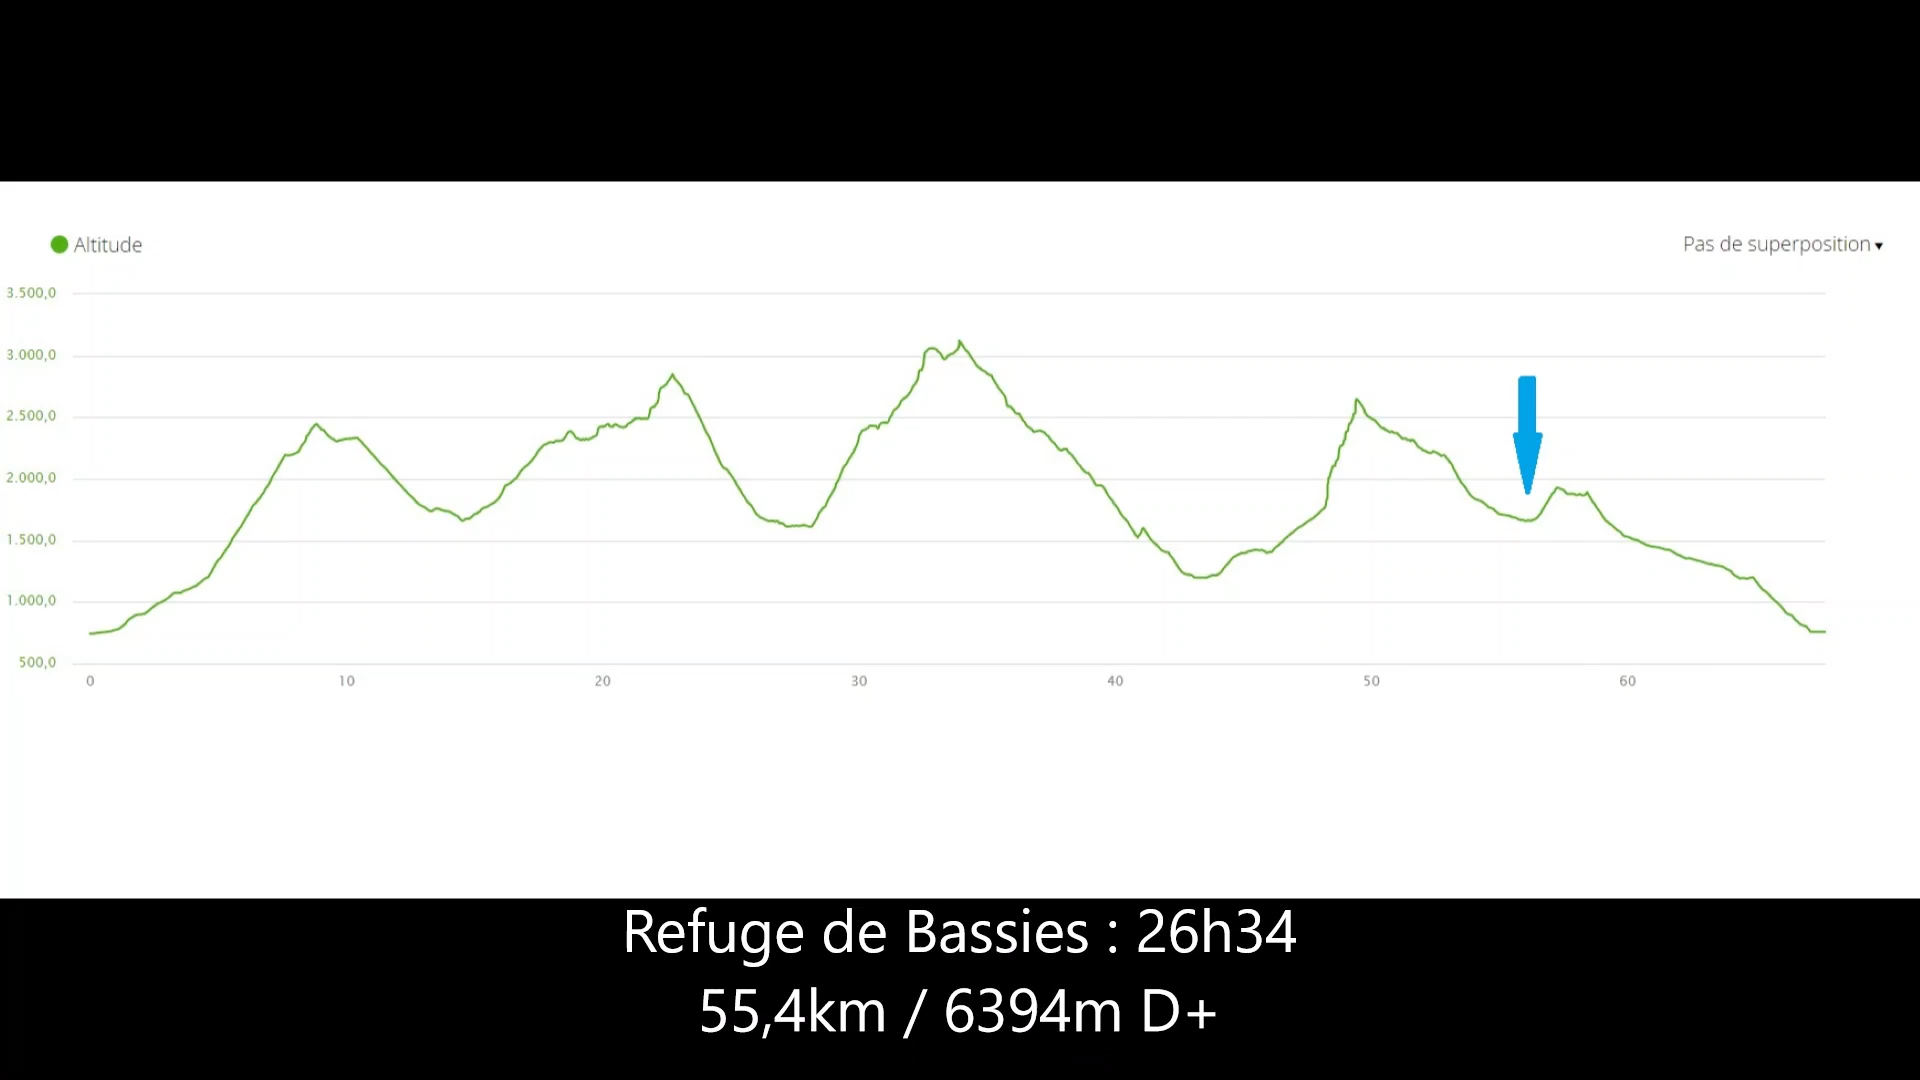 Altitude
Pas de superposition ▾
3.500,0
3.000,0
2.500,0
2.000,0
1.500,0
1.000,0
500,0
0 10 20 30 40 50 60
Refuge de Bassies : 26h34
55,4km / 6394m D+